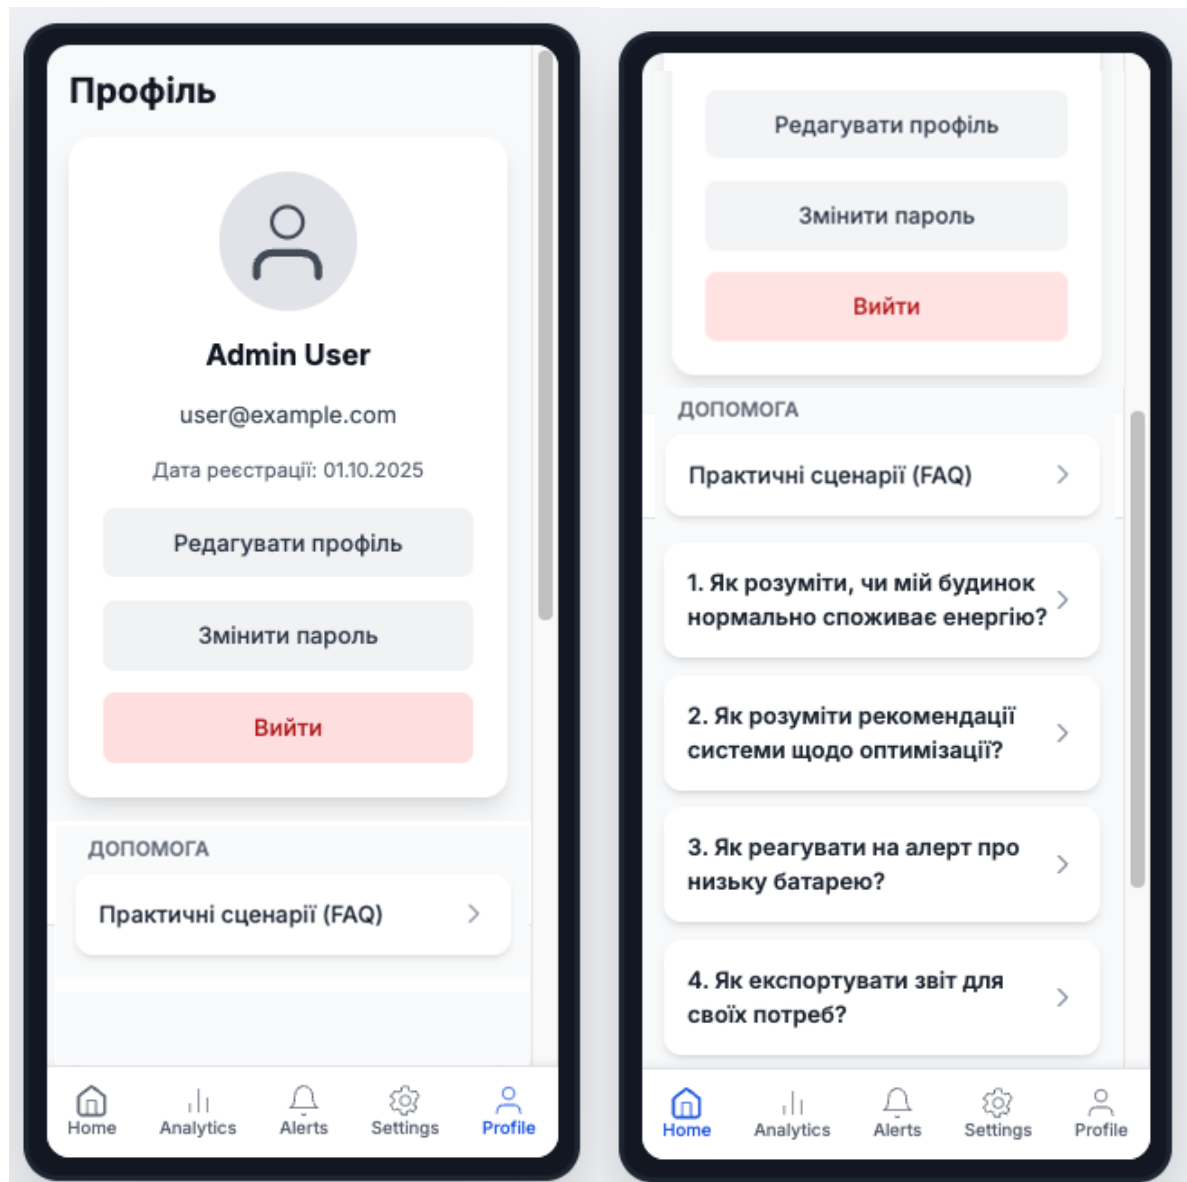 Профіль
Admin User
user@example.com
Дата реєстрації: 01.10.2025
Редагувати профіль
Змінити пароль
Вийти
ДОПОМОГА
Практичні сценарії (FAQ)
Home
Analytics
Alerts
Settings
Profile
Редагувати профіль
Змінити пароль
Вийти
ДОПОМОГА
Практичні сценарії (FAQ)
1. Як розуміти, чи мій будинок
нормально споживає енергію?
2. Як розуміти рекомендації
системи щодо оптимізації?
3. Як реагувати на алерт про
низьку батарею?
4. Як експортувати звіт для
своїх потреб?
Home
Analytics
Alerts
Settings
Profile